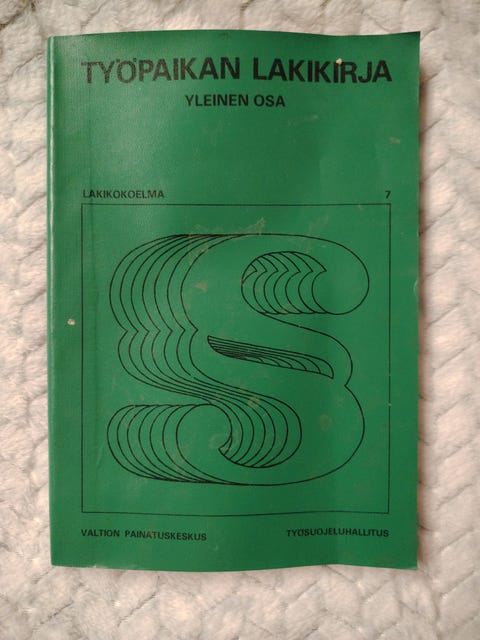 TYÖPAIKAN LAKIKIRJA
YLEINEN OSA
LAKIKOKOELMA 7
VALTION PAINATUSKESKUS TYÖSUOJELUHALLITUS